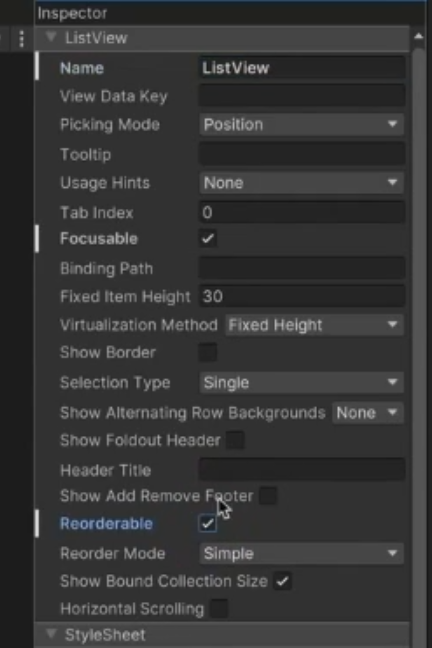 Inspector
ListView
Name ListView
View Data Key
Picking Mode Position
Tooltip
Usage Hints None
Tab Index 0
Focusable
Binding Path
Fixed Item Height 30
Virtualization Method Fixed Height
Show Border
Selection Type Single
Show Alternating Row Backgrounds None
Show Foldout Header
Header Title
Show Add Remove Footer
Reorderable
Reorder Mode Simple
Show Bound Collection Size
Horizontal Scrolling
StyleSheet